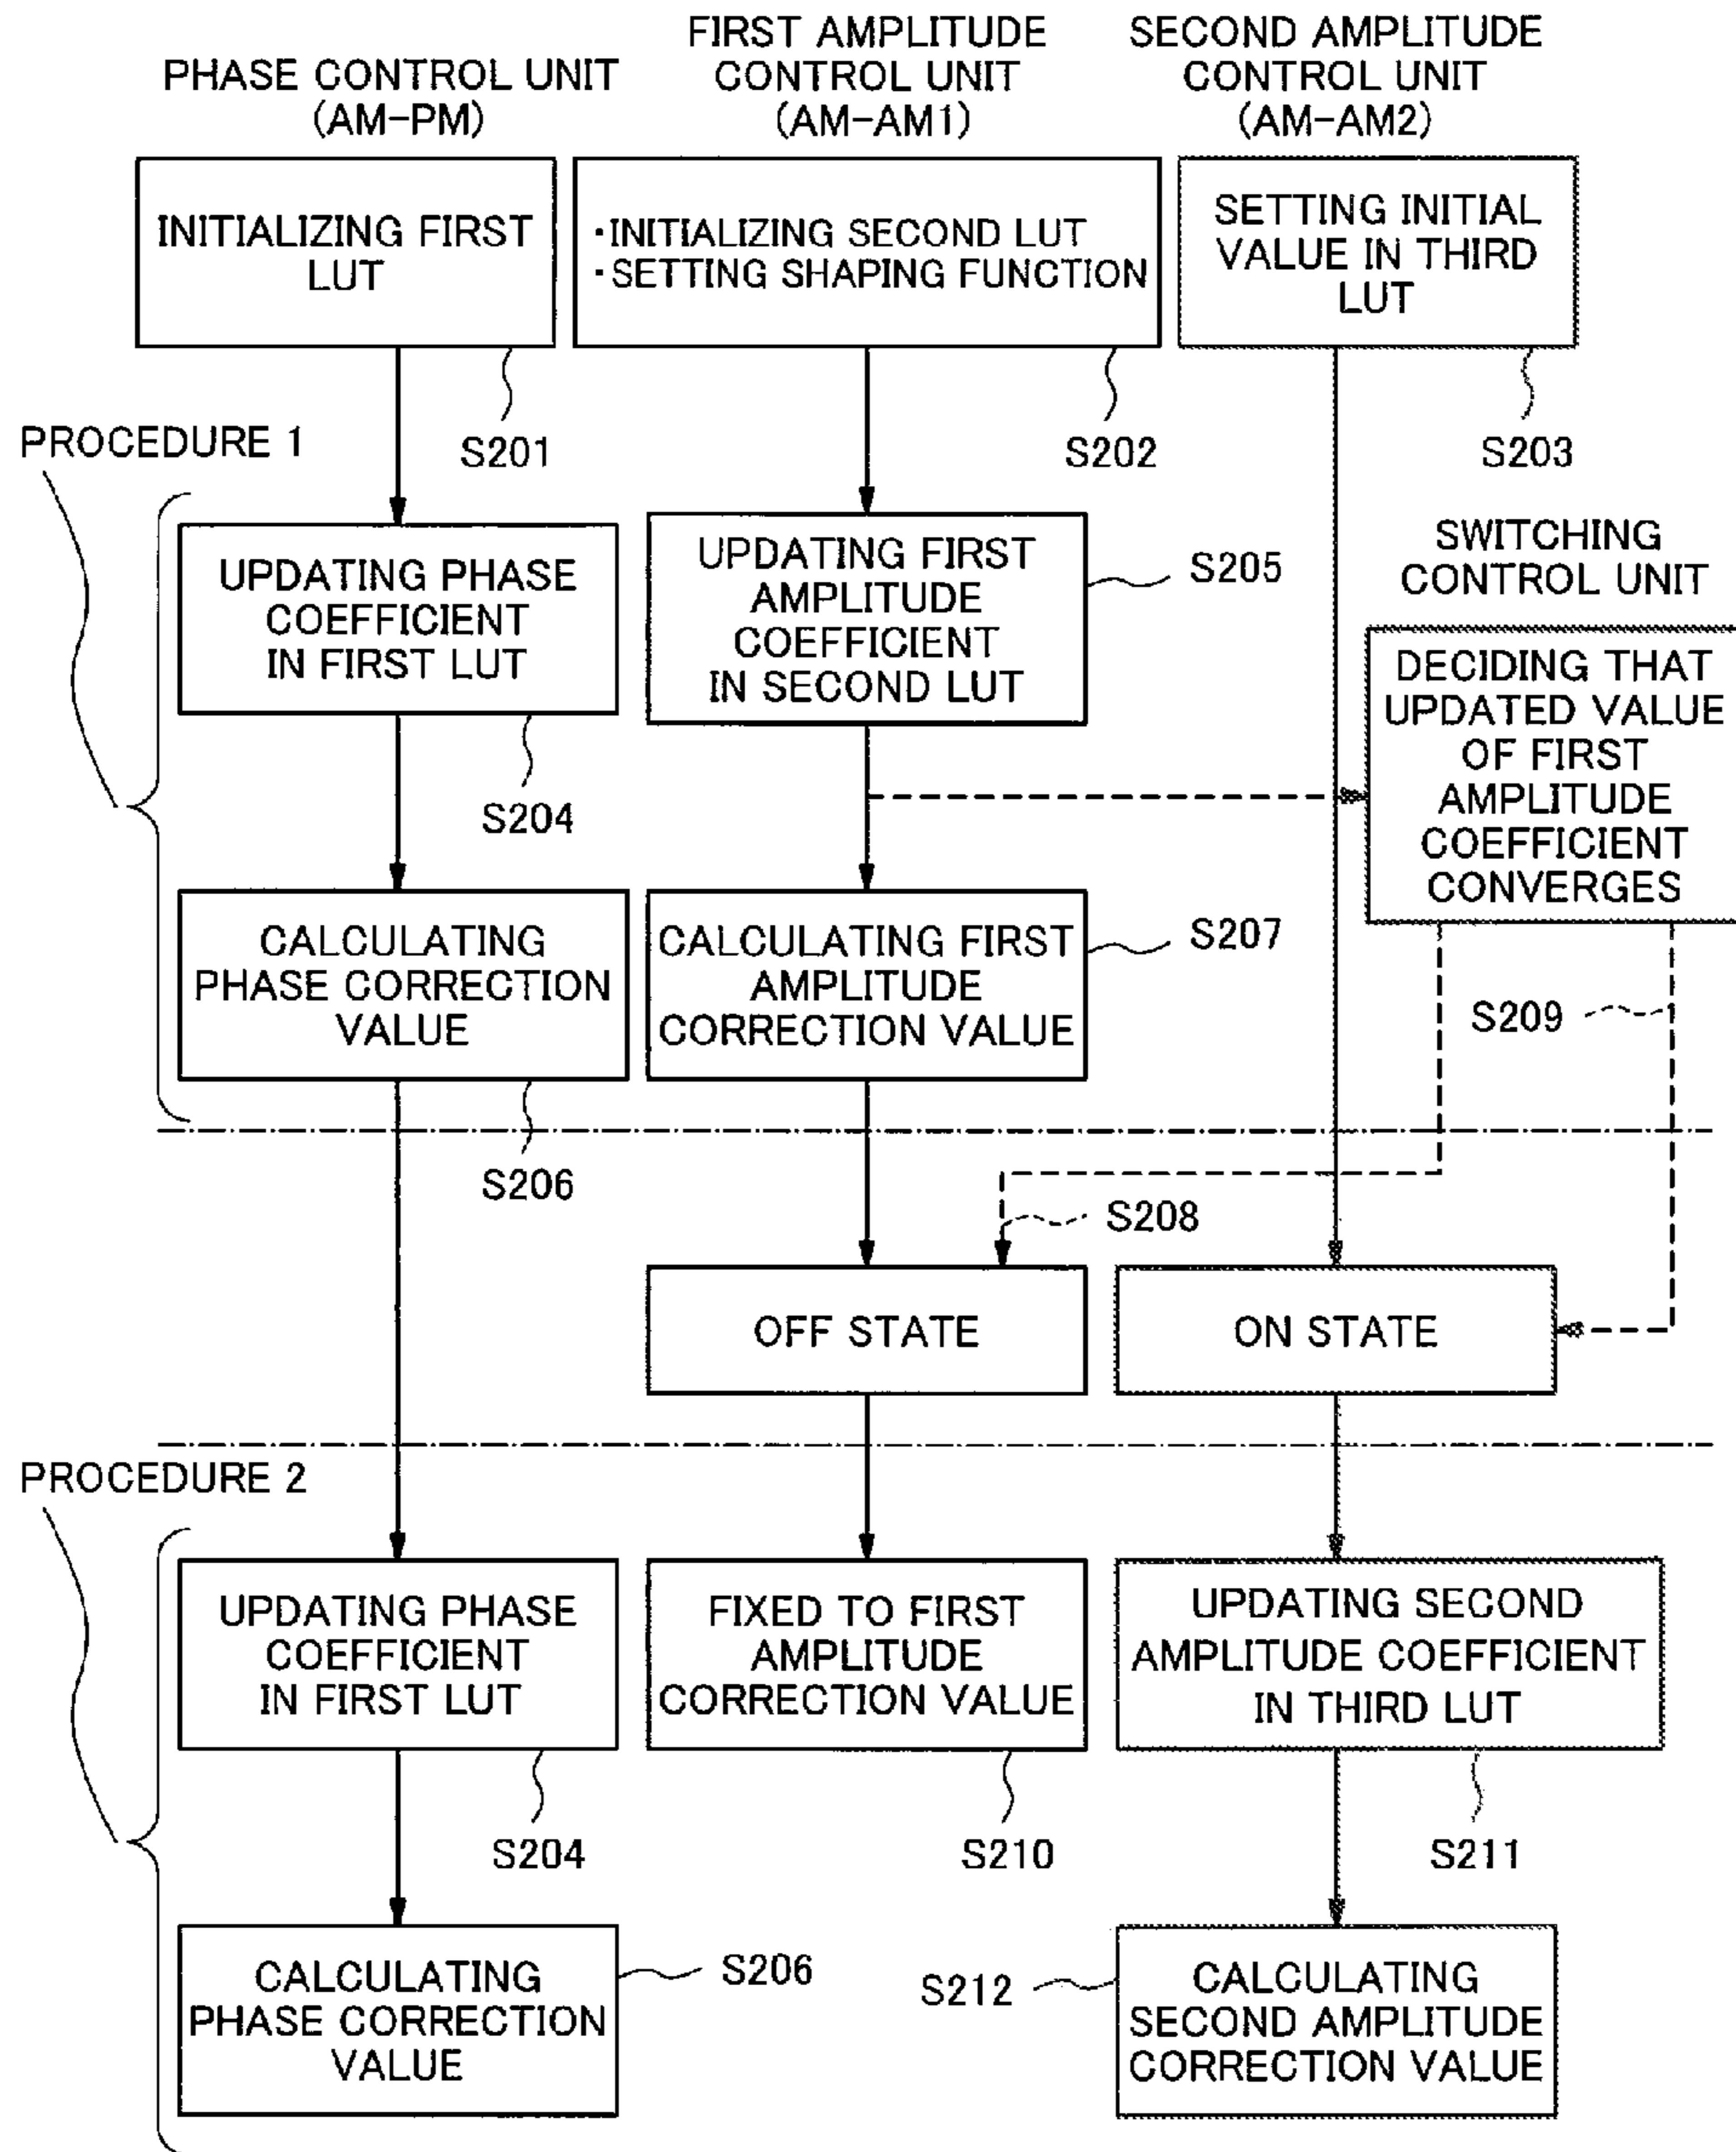 PHASE CONTROL UNIT
(AM-PM)
FIRST AMPLITUDE
CONTROL UNIT
(AM-AM1)
SECOND AMPLITUDE
CONTROL UNIT
(AM-AM2)
INITIALIZING FIRST
LUT
・INITIALIZING SECOND LUT
・SETTING SHAPING FUNCTION
SETTING INITIAL
VALUE IN THIRD
LUT
S201
S202
S203
PROCEDURE 1
UPDATING PHASE
COEFFICIENT
IN FIRST LUT
S204
UPDATING FIRST
AMPLITUDE
COEFFICIENT
IN SECOND LUT
S205
SWITCHING
CONTROL UNIT
DECIDING THAT
UPDATED VALUE
OF FIRST
AMPLITUDE
COEFFICIENT
CONVERGES
CALCULATING
PHASE CORRECTION
VALUE
S206
CALCULATING FIRST
AMPLITUDE
CORRECTION VALUE
S207
S209
S208
OFF STATE
ON STATE
PROCEDURE 2
UPDATING PHASE
COEFFICIENT
IN FIRST LUT
S204
FIXED TO FIRST
AMPLITUDE
CORRECTION VALUE
S210
UPDATING SECOND
AMPLITUDE COEFFICIENT
IN THIRD LUT
S211
CALCULATING
PHASE CORRECTION
VALUE
S206
S212
CALCULATING
SECOND AMPLITUDE
CORRECTION VALUE